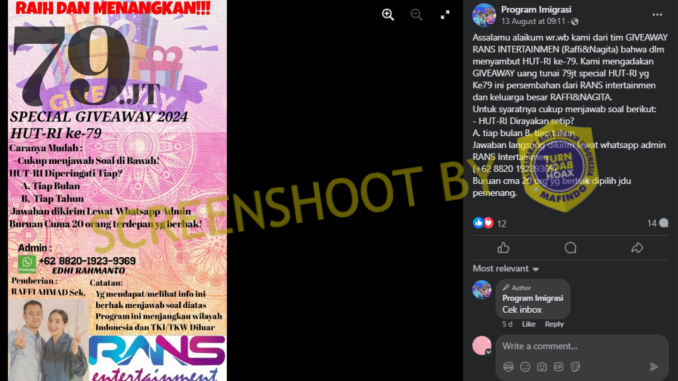 RAIH DAN MENANGKAN!!!
79..JT
GIVEAWAY
SPECIAL GIVEAWAY 2024
HUT-RI ke-79
Caranya Mudah :
-Cukup menjawab Soal di Bawah!
HUT-RI Diperingati Tiap?
A. Tiap Bulan
B. Tiap Tahun
Jawaban dikirim Lewat Whatsapp Admin
Buruan Cuma 20 orang terdepan yg berhak!
Admin :
+62 8820-1923-9369
EDHI RAHMANTO
Pemberian :
RAFFI AHMAD Sek.
Catatan:
Yg mendapat/melihat info ini
berhak menjawab soal diatas
Program ini menjangkau wilayah
Indonesia dan TKI/TKW Diluar
RANS
entertainment
SCREENSHOOT BY
TURN
BACK
HOAX
MAFINDO
Program Imigrasi
13 August at 09:11
Assalamu alaikum wr.wb kami dari tim GIVEAWAY
RANS INTERTAINMEN (Raffi&Nagita) bahwa dlm
menyambut HUT-RI ke-79. Kami mengadakan
GIVEAWAY uang tunai 79jt special HUT-RI yg
Ke79 ini persembahan dari RANS intertainmen
dan keluarga besar RAFFI&NAGITA.
Untuk syaratnya cukup menjawab soal berikut:
- HUT-RI Dirayakan setip?
A. tiap bulan B. tiap tahun
Jawaban langsung dikirim lewat whatsapp admin
RANS Intertainmen
(+62 8820 1923
Buruan cma 20 org yg berhak dipilih jdu
pemenang.
12
14
Most relevant
Author
Program Imigrasi
Cek inbox
5 d Like Reply
Write a comment...